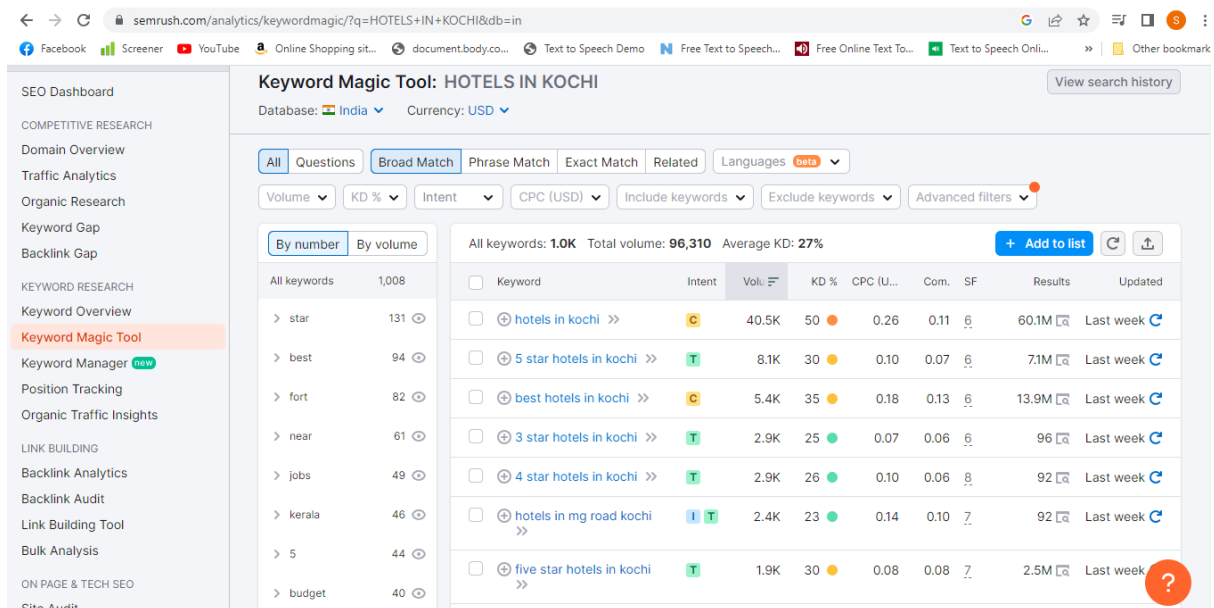 semrush.com/analytics/keywordmagic/?q=HOTELS+IN+KOCHI&db=in
G S
Facebook Screener YouTube Online Shopping sit... document.body.co... Text to Speech Demo Free Text to Speech... Free Online Text To... Text to Speech Onli... » Other bookmark
SEO Dashboard
COMPETITIVE RESEARCH
Domain Overview
Traffic Analytics
Organic Research
Keyword Gap
Backlink Gap
KEYWORD RESEARCH
Keyword Overview
Keyword Magic Tool
Keyword Manager new
Position Tracking
Organic Traffic Insights
LINK BUILDING
Backlink Analytics
Backlink Audit
Link Building Tool
Bulk Analysis
ON PAGE & TECH SEO
Site Audit
Keyword Magic Tool: HOTELS IN KOCHI
View search history
Database: India Currency: USD
All Questions Broad Match Phrase Match Exact Match Related Languages beta
Volume KD % Intent CPC (USD) Include keywords Exclude keywords Advanced filters
By number By volume
All keywords 1,008
star 131
best 94
fort 82
near 61
jobs 49
kerala 46
5 44
budget 40
All keywords: 1.0K Total volume: 96,310 Average KD: 27%
+ Add to list
Keyword Intent Volu KD % CPC (U... Com. SF Results Updated
hotels in kochi C 40.5K 50 0.26 0.11 6 60.1M Last week
5 star hotels in kochi T 8.1K 30 0.10 0.07 6 7.1M Last week
best hotels in kochi C 5.4K 35 0.18 0.13 6 13.9M Last week
3 star hotels in kochi T 2.9K 25 0.07 0.06 6 96 Last week
4 star hotels in kochi T 2.9K 26 0.10 0.06 8 92 Last week
hotels in mg road kochi I T 2.4K 23 0.14 0.10 7 92 Last week
five star hotels in kochi T 1.9K 30 0.08 0.08 7 2.5M Last week
?